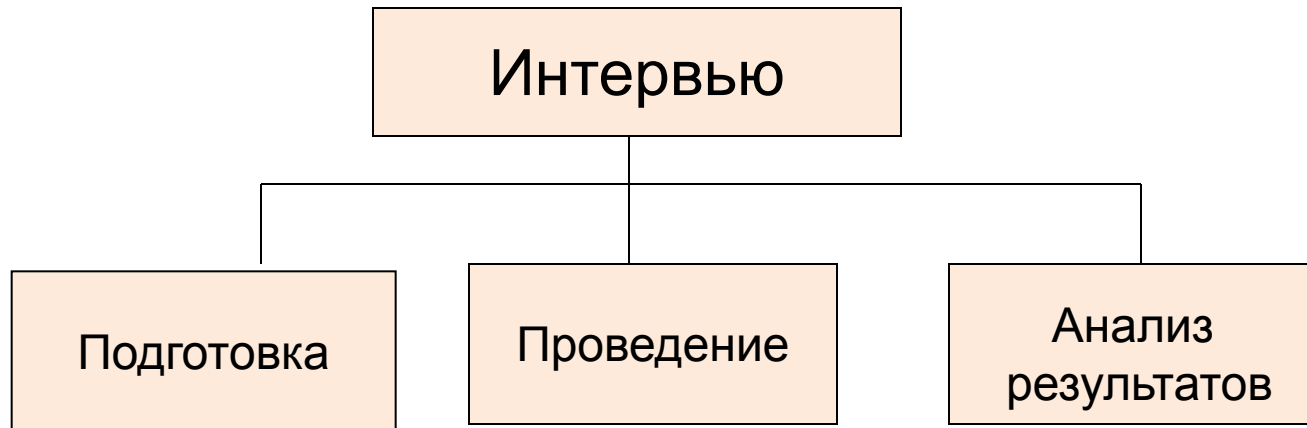 Интервью
Подготовка
Проведение
Анализ
результатов